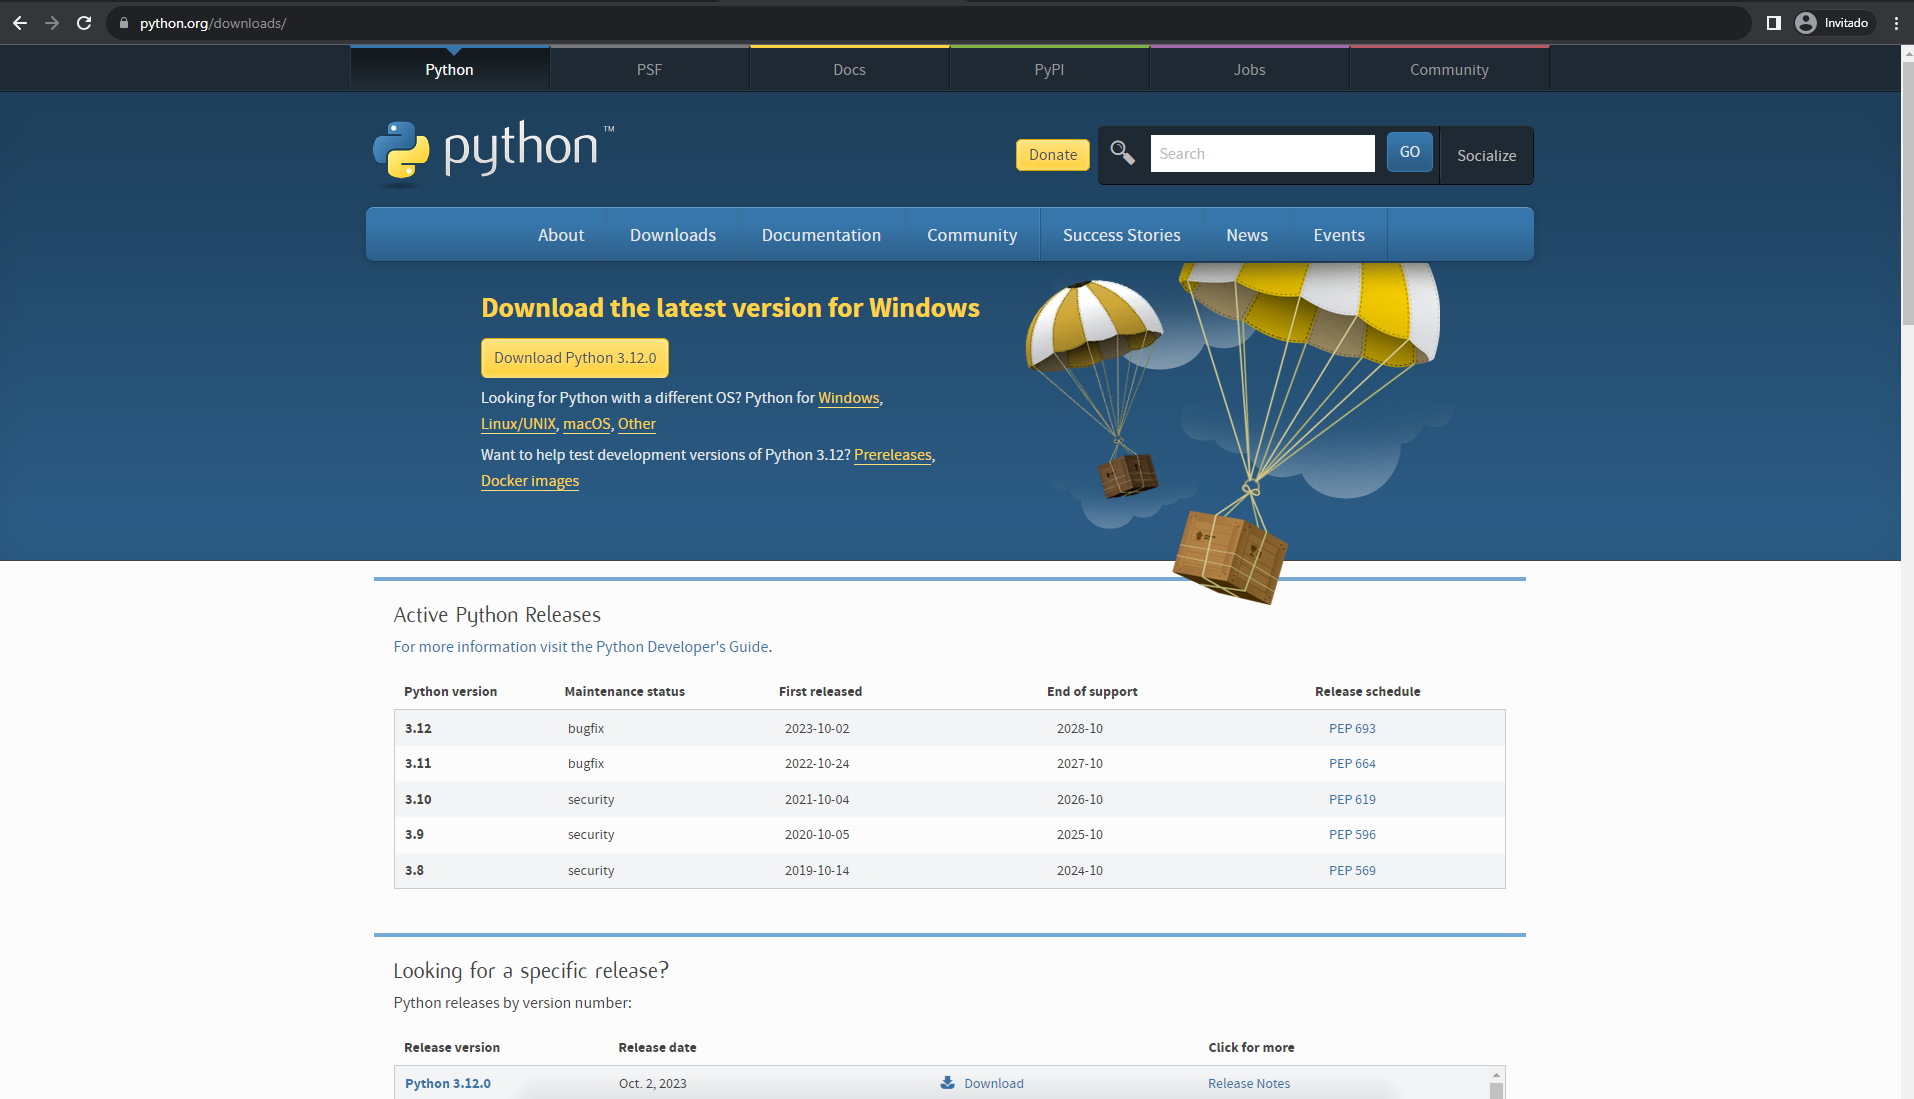 python.org/downloads/
Invitado
Python
PSF
Docs
PyPI
Jobs
Community
python™
Donate
Search
GO
Socialize
About
Downloads
Documentation
Community
Success Stories
News
Events
Download the latest version for Windows
Download Python 3.12.0
Looking for Python with a different OS? Python for Windows,
Linux/UNIX, macOS, Other
Want to help test development versions of Python 3.12? Prereleases,
Docker images
Active Python Releases
For more information visit the Python Developer's Guide.
Python version Maintenance status First released End of support Release schedule
3.12 bugfix 2023-10-02 2028-10 PEP 693
3.11 bugfix 2022-10-24 2027-10 PEP 664
3.10 security 2021-10-04 2026-10 PEP 619
3.9 security 2020-10-05 2025-10 PEP 596
3.8 security 2019-10-14 2024-10 PEP 569
Looking for a specific release?
Python releases by version number:
Release version Release date Click for more
Python 3.12.0 Oct. 2, 2023 Download Release Notes